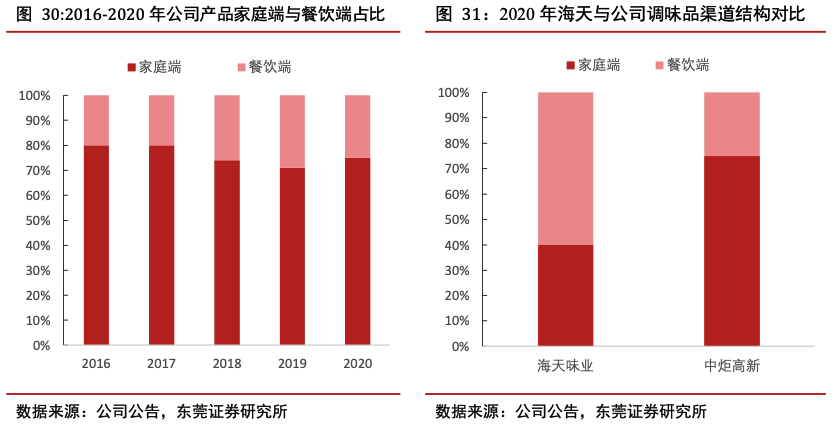 图 30:2016-2020 年公司产品家庭端与餐饮端占比
家庭端 餐饮端
100%
90%
80%
70%
60%
50%
40%
30%
20%
10%
0%
2016 2017 2018 2019 2020
数据来源：公司公告，东莞证券研究所
图 31：2020 年海天与公司调味品渠道结构对比
家庭端 餐饮端
100%
90%
80%
70%
60%
50%
40%
30%
20%
10%
0%
海天味业 中炬高新
数据来源：公司公告，东莞证券研究所